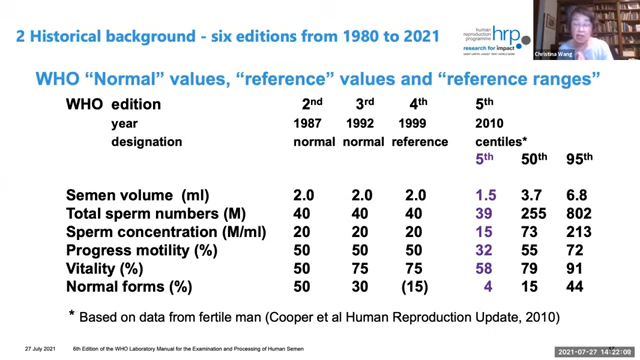 2 Historical background - six editions from 1980 to 2021
human
reproduction
programme
hrp
research for impact
Christina Wang
WHO “Normal” values, “reference” values and “reference ranges”
WHO edition 2nd 3rd 4th 5th
year 1987 1992 1999 2010
designation normal normal reference centiles*
5th 50th 95th
Semen volume (ml) 2.0 2.0 2.0 1.5 3.7 6.8
Total sperm numbers (M) 40 40 40 39 255 802
Sperm concentration (M/ml) 20 20 20 15 73 213
Progress motility (%) 50 50 50 32 55 72
Vitality (%) 50 75 75 58 79 91
Normal forms (%) 50 30 (15) 4 15 44
* Based on data from fertile man (Cooper et al Human Reproduction Update, 2010)
27 July 2021 6th Edition of the WHO Laboratory Manual for the Examination and Processing of Human Semen
2021-07-27 14:22:08